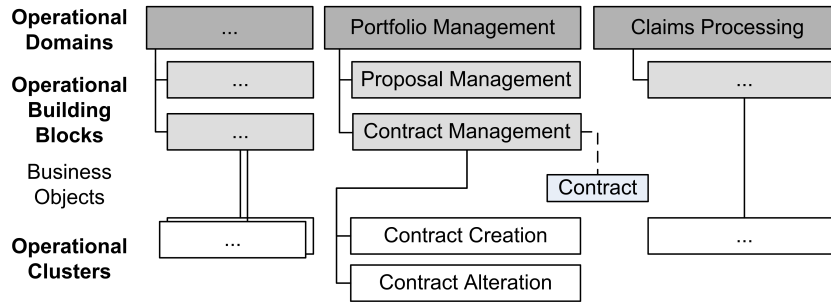 Operational
Domains
...
Portfolio Management
Claims Processing
Operational
Building
Blocks
...
Proposal Management
...
...
Contract Management
Business
Objects
Contract
Operational
Clusters
...
Contract Creation
...
Contract Alteration